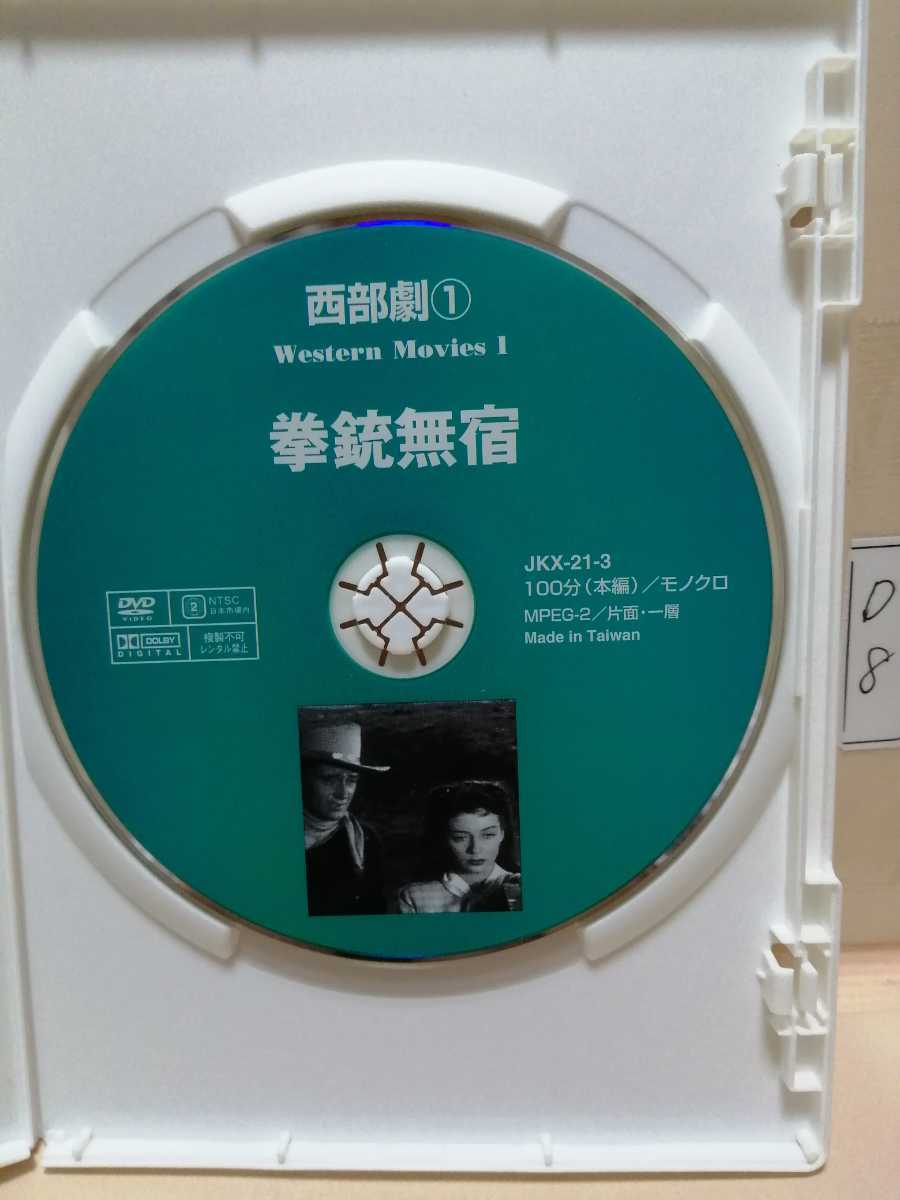 西部劇①
Western Movies 1
拳銃無宿
JKX-21-3
100分(本編)/モノクロ
MPEG-2/片面・一層
Made in Taiwan
DVD
VIDEO
2
NTSC
日本市場向
DOLBY
DIGITAL
複製不可
レンタル禁止
D
8